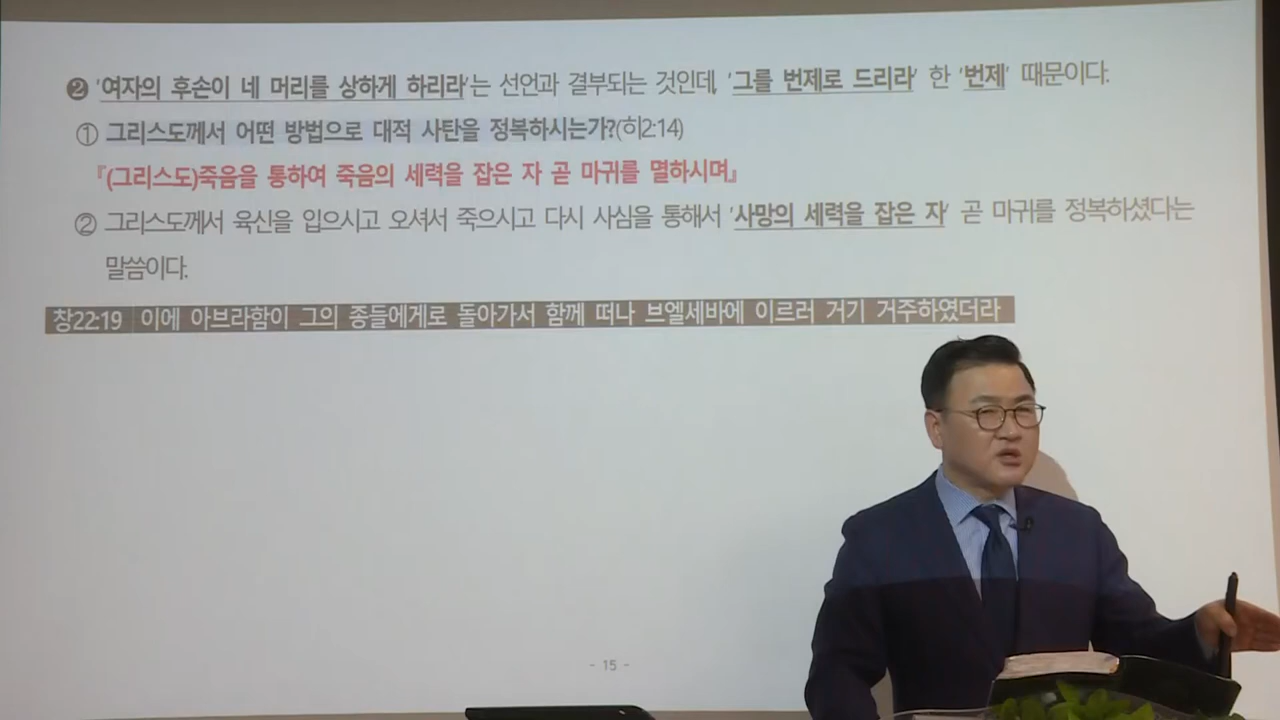 ❷ '여자의 후손이 네 머리를 상하게 하리라'는 선언과 결부되는 것인데, '그를 번제로 드리라' 한 '번제' 때문이다.
① 그리스도께서 어떤 방법으로 대적 사탄을 정복하시는가?(히2:14)
『(그리스도)죽음을 통하여 죽음의 세력을 잡은 자 곧 마귀를 멸하시며』
② 그리스도께서 육신을 입으시고 오셔서 죽으시고 다시 사심을 통해서 '사망의 세력을 잡은 자' 곧 마귀를 정복하셨다는
말씀이다.
창22:19 이에 아브라함이 그의 종들에게로 돌아가서 함께 떠나 브엘세바에 이르러 거기 거주하였더라
- 15 -